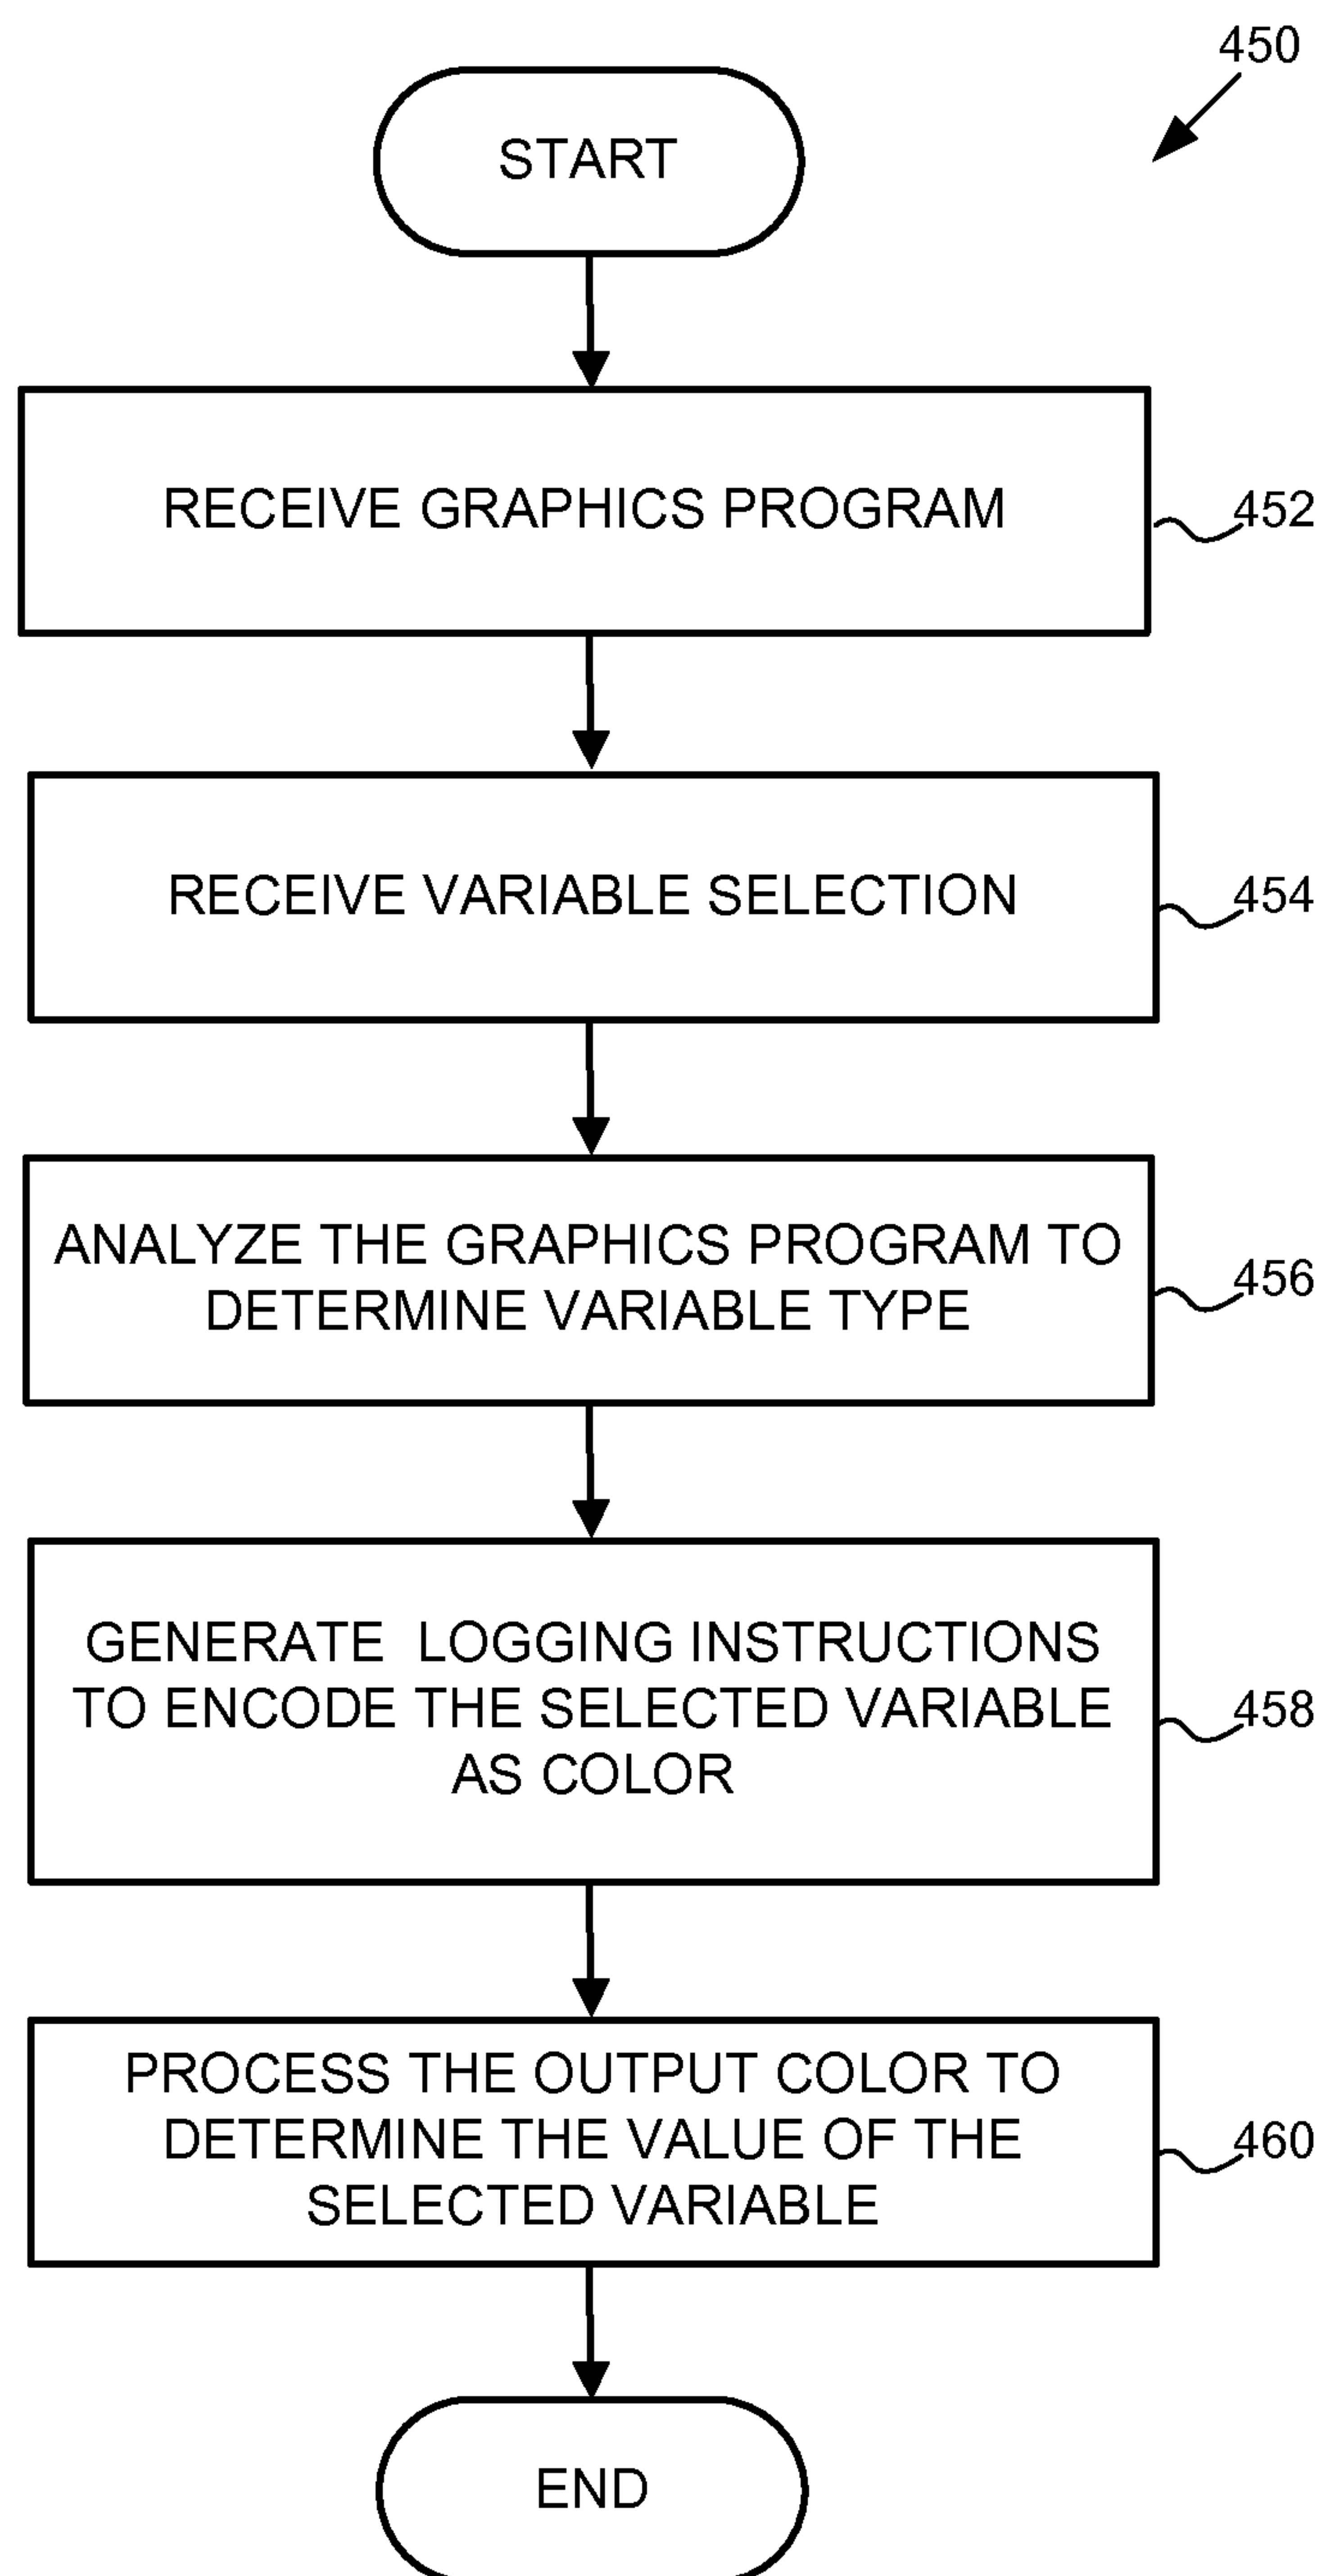 450
START
RECEIVE GRAPHICS PROGRAM
452
RECEIVE VARIABLE SELECTION
454
ANALYZE THE GRAPHICS PROGRAM TO
DETERMINE VARIABLE TYPE
456
GENERATE LOGGING INSTRUCTIONS
TO ENCODE THE SELECTED VARIABLE
AS COLOR
458
PROCESS THE OUTPUT COLOR TO
DETERMINE THE VALUE OF THE
SELECTED VARIABLE
460
END